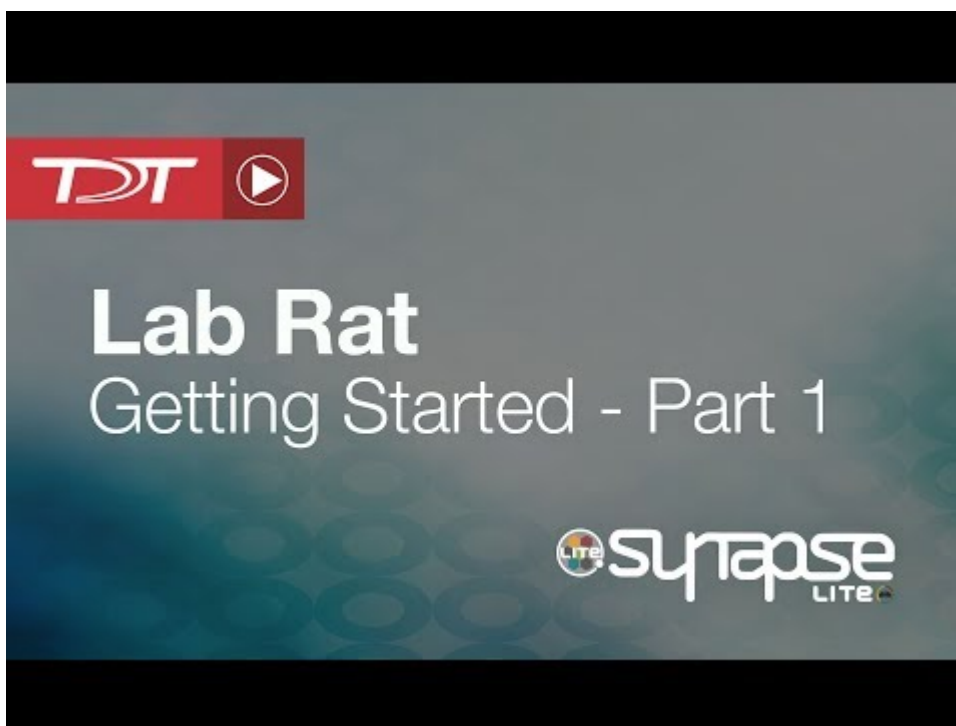 TDT
Lab Rat
Getting Started - Part 1
LITE
Synapse
LITE